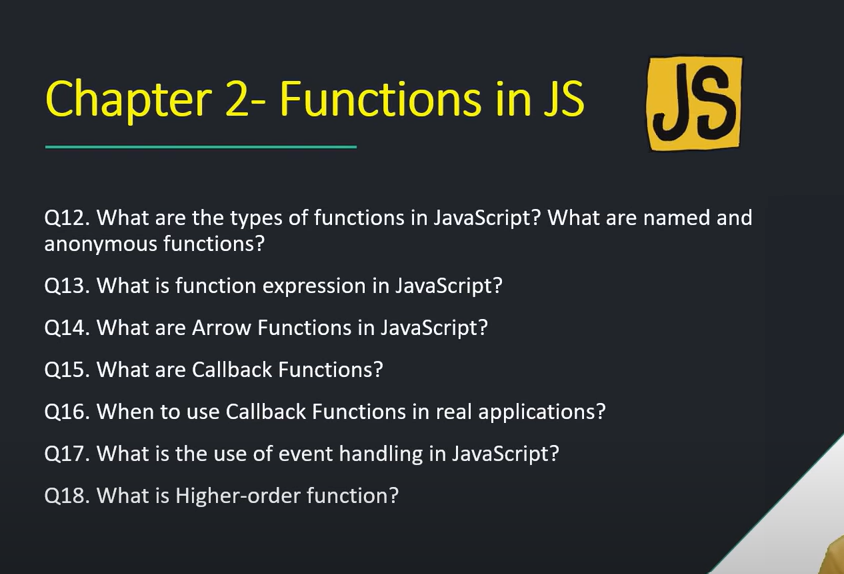 Chapter 2- Functions in JS
JS
Q12. What are the types of functions in JavaScript? What are named and
anonymous functions?
Q13. What is function expression in JavaScript?
Q14. What are Arrow Functions in JavaScript?
Q15. What are Callback Functions?
Q16. When to use Callback Functions in real applications?
Q17. What is the use of event handling in JavaScript?
Q18. What is Higher-order function?